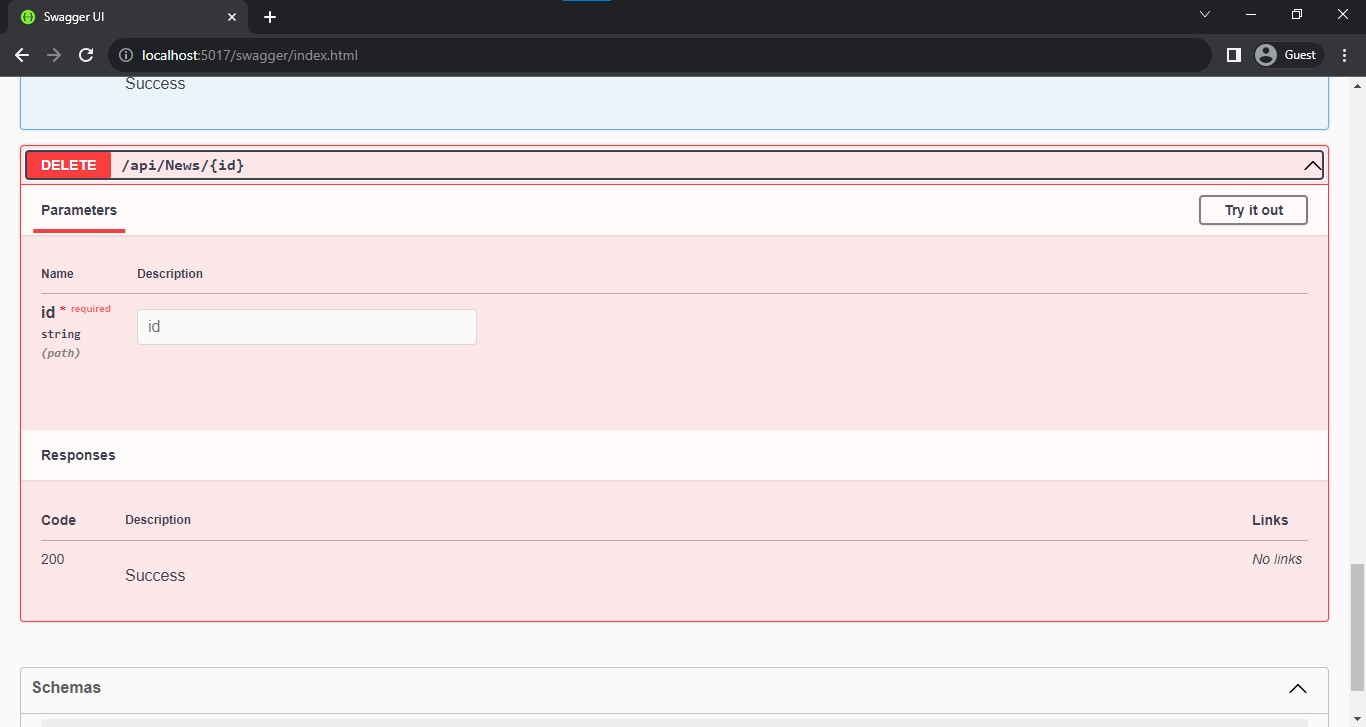 Swagger UI
localhost:5017/swagger/index.html
Guest
Success
DELETE /api/News/{id}
Parameters
Try it out
Name Description
id * required
string
(path)
id
Responses
Code Description Links
200 No links
Success
Schemas